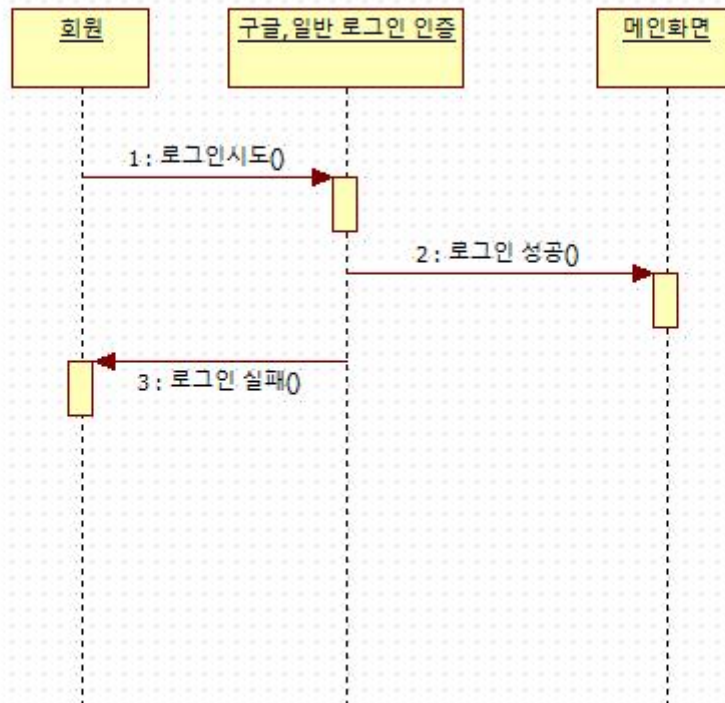 회원
구글,일반 로그인 인증
메인화면
1 : 로그인시도()
2 : 로그인 성공()
3 : 로그인 실패()